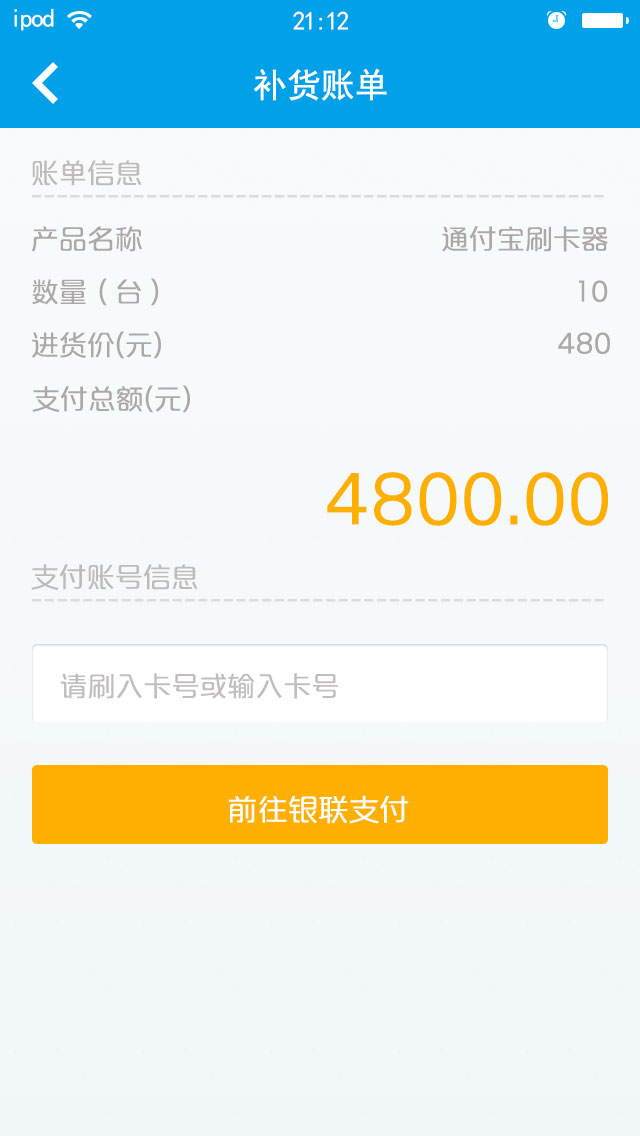 ipod 21:12
补货账单
账单信息
产品名称 通付宝刷卡器
数量（台） 10
进货价(元) 480
支付总额(元)
4800.00
支付账号信息
请刷入卡号或输入卡号
前往银联支付